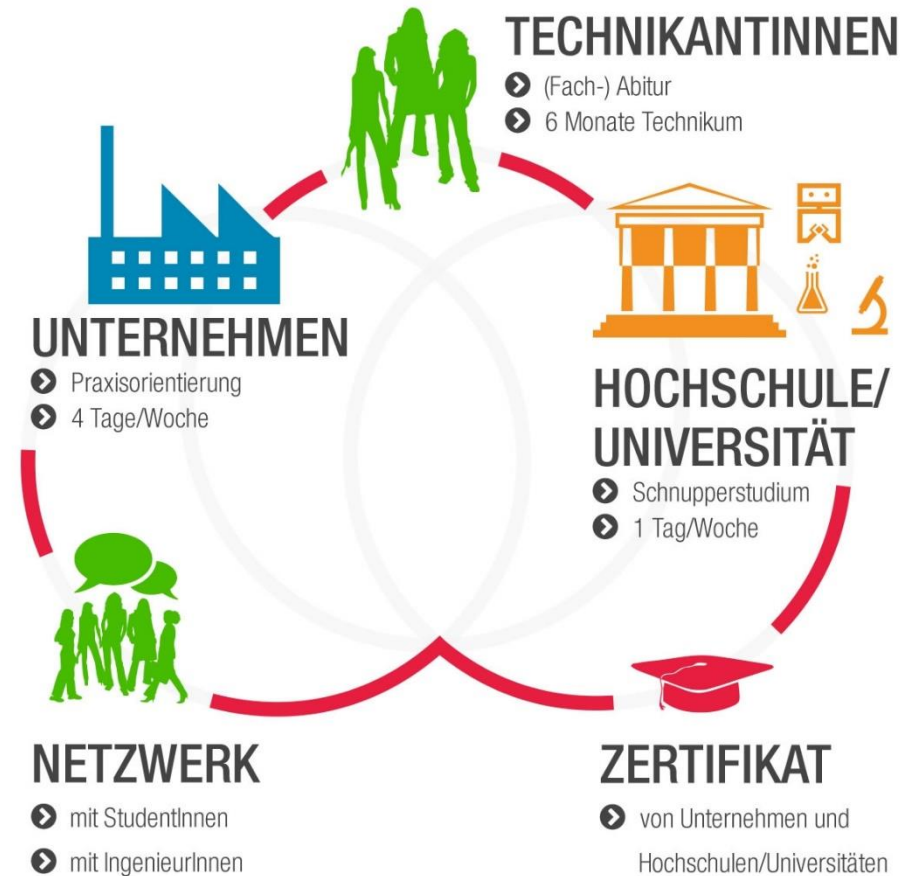 TECHNIKANTINNEN
(Fach-) Abitur
6 Monate Technikum
UNTERNEHMEN
Praxisorientierung
4 Tage/Woche
HOCHSCHULE/
UNIVERSITÄT
Schnupperstudium
1 Tag/Woche
NETZWERK
mit StudentInnen
mit IngenieurInnen
ZERTIFIKAT
von Unternehmen und
Hochschulen/Universitäten